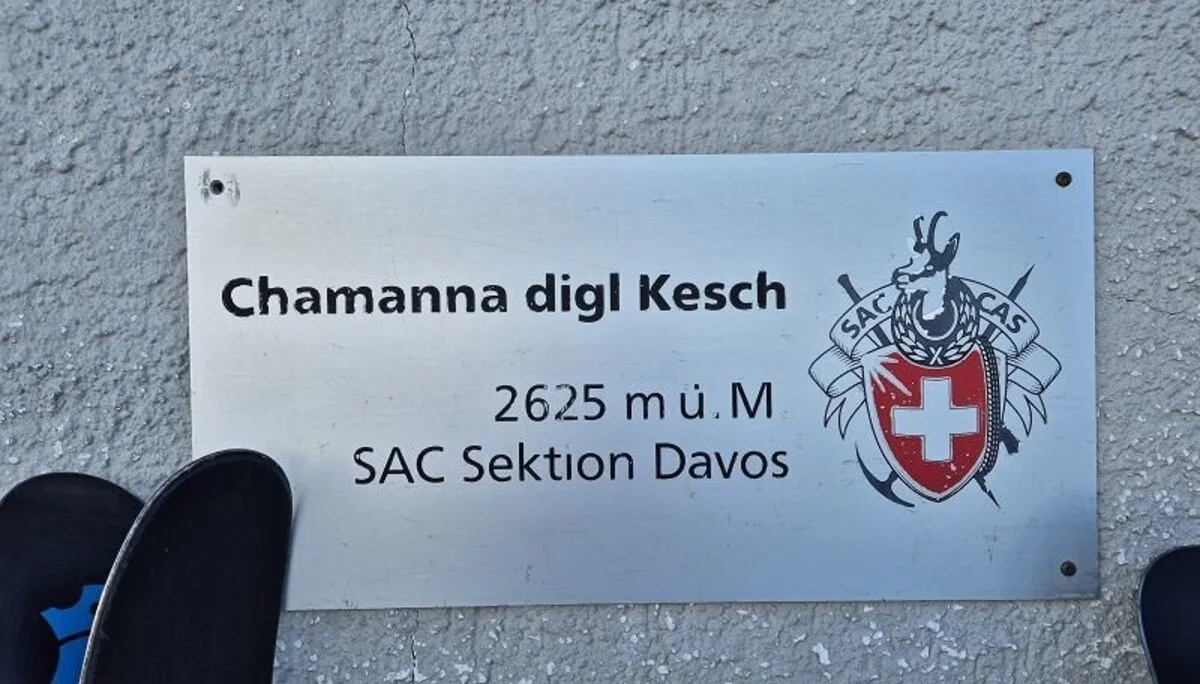 Chamanna digl Kesch
2625 m ü.M
SAC Sektion Davos
SAC CAS